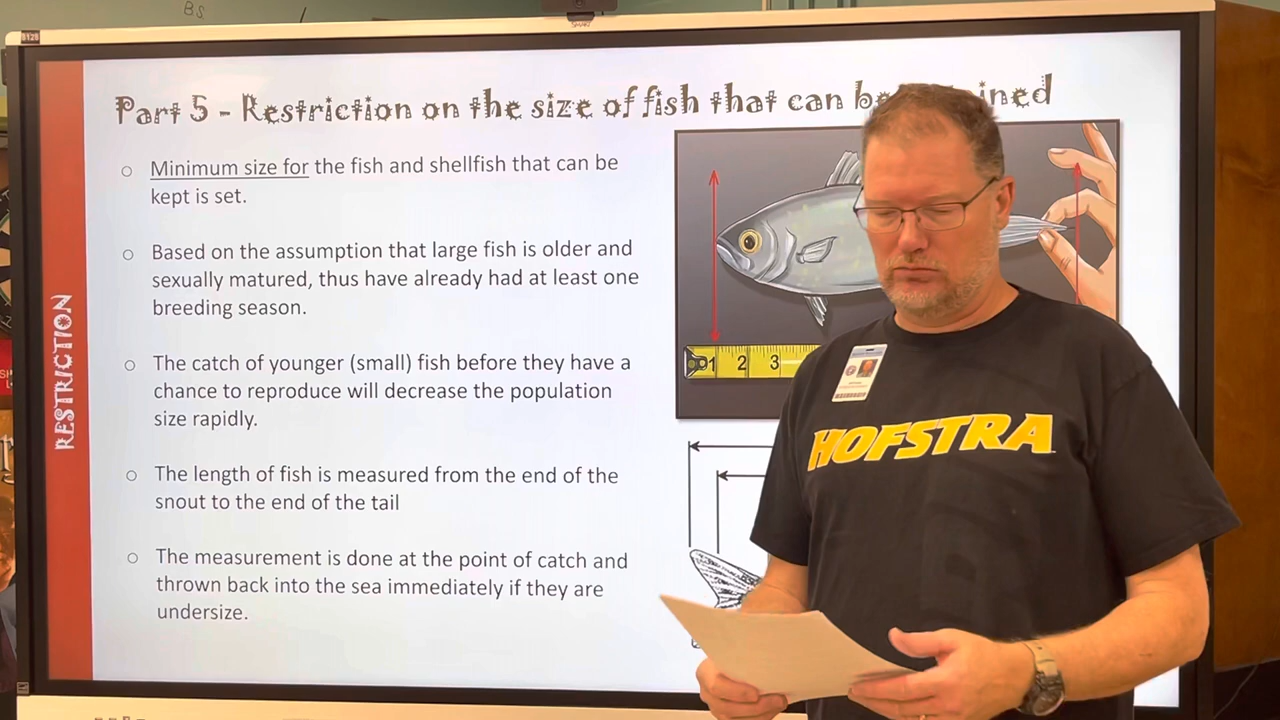 BS
SMART
Part 5 - Restriction on the size of fish that can be ined
Minimum size for the fish and shellfish that can be
kept is set.
Based on the assumption that large fish is older and
sexually matured, thus have already had at least one
breeding season.
The catch of younger (small) fish before they have a
chance to reproduce will decrease the population
size rapidly.
The length of fish is measured from the end of the
snout to the end of the tail
The measurement is done at the point of catch and
thrown back into the sea immediately if they are
undersize.
RESTRICTION
1 2 3
HOFSTRA